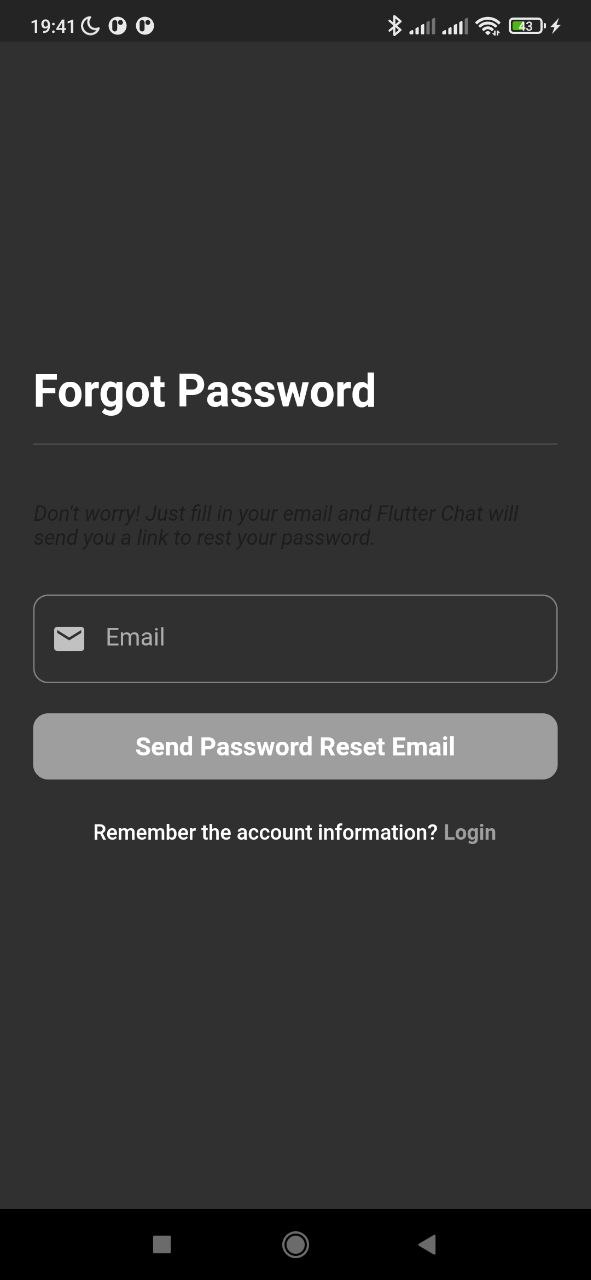 19:41
43
Forgot Password
Don't worry! Just fill in your email and Flutter Chat will
send you a link to rest your password.
Email
Send Password Reset Email
Remember the account information? Login